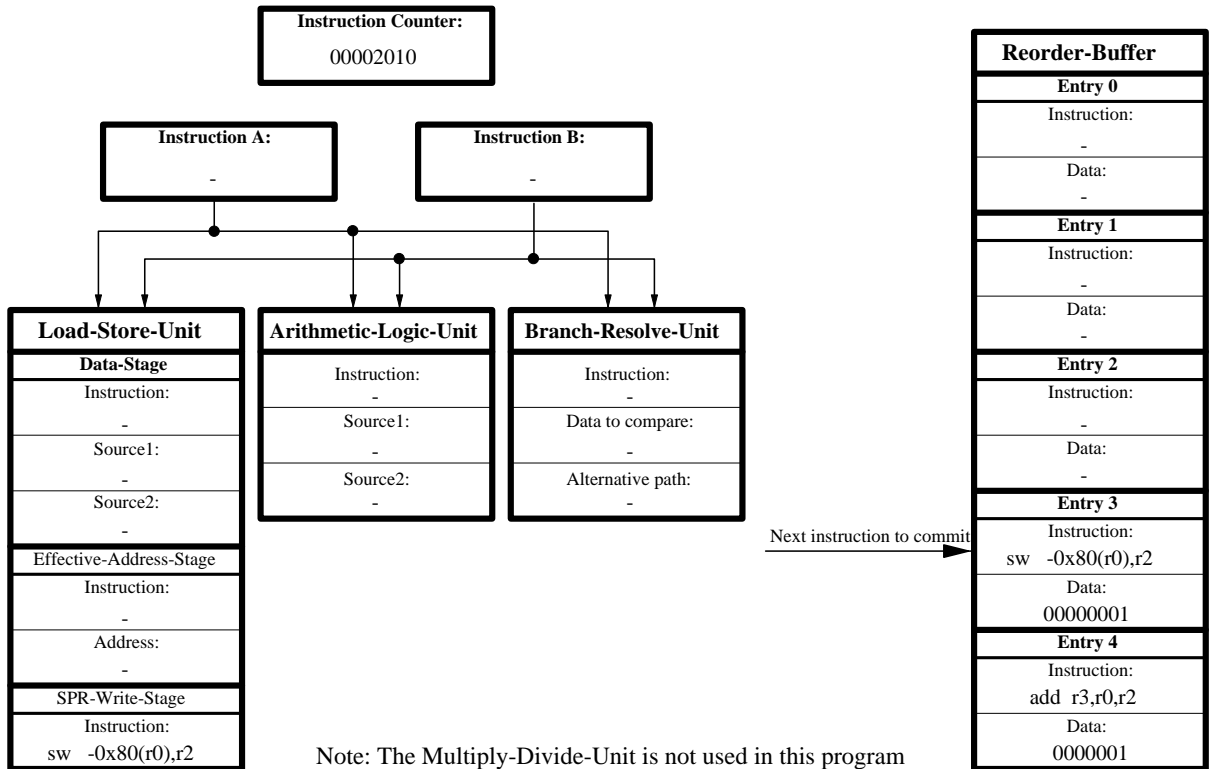 Instruction Counter:
00002010
Instruction A:
-
Instruction B:
-
Load-Store-Unit
Data-Stage
Instruction:
-
Source1:
-
Source2:
-
Effective-Address-Stage
Instruction:
-
Address:
-
SPR-Write-Stage
Instruction:
sw -0x80(r0),r2
Arithmetic-Logic-Unit
Instruction:
-
Source1:
-
Source2:
-
Branch-Resolve-Unit
Instruction:
-
Data to compare:
-
Alternative path:
-
Next instruction to commit
Reorder-Buffer
Entry 0
Instruction:
-
Data:
-
Entry 1
Instruction:
-
Data:
-
Entry 2
Instruction:
-
Data:
-
Entry 3
Instruction:
sw -0x80(r0),r2
Data:
00000001
Entry 4
Instruction:
add r3,r0,r2
Data:
0000001
Note: The Multiply-Divide-Unit is not used in this program